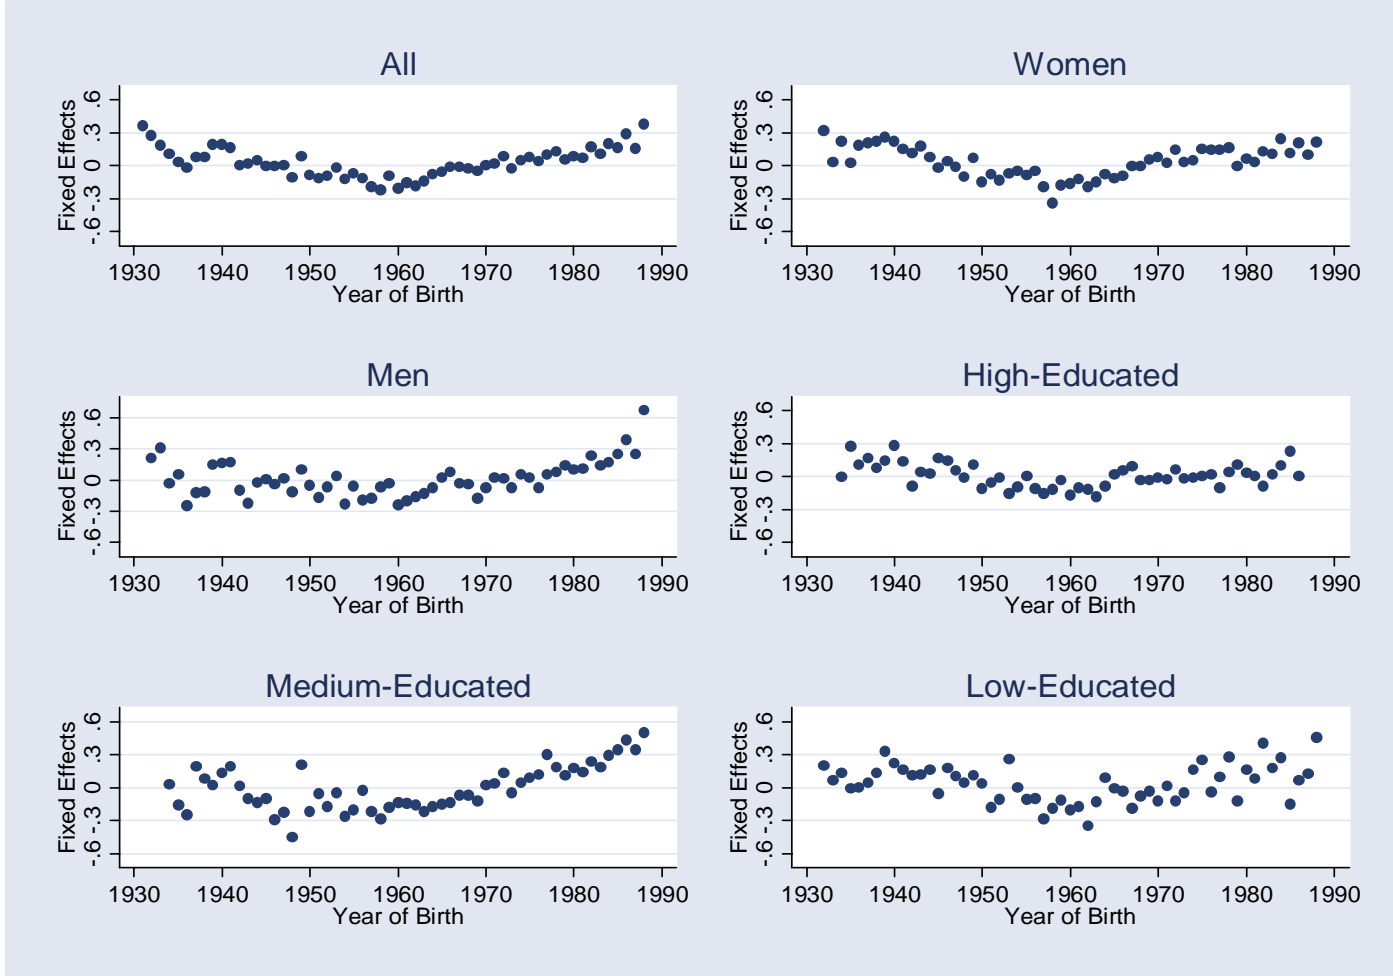 All
Fixed Effects
.6
.3
0
-.3
-.6
1930 1940 1950 1960 1970 1980 1990
Year of Birth
Women
Fixed Effects
.6
.3
0
-.3
-.6
1930 1940 1950 1960 1970 1980 1990
Year of Birth
Men
Fixed Effects
.6
.3
0
-.3
-.6
1930 1940 1950 1960 1970 1980 1990
Year of Birth
High-Educated
Fixed Effects
.6
.3
0
-.3
-.6
1930 1940 1950 1960 1970 1980 1990
Year of Birth
Medium-Educated
Fixed Effects
.6
.3
0
-.3
-.6
1930 1940 1950 1960 1970 1980 1990
Year of Birth
Low-Educated
Fixed Effects
.6
.3
0
-.3
-.6
1930 1940 1950 1960 1970 1980 1990
Year of Birth